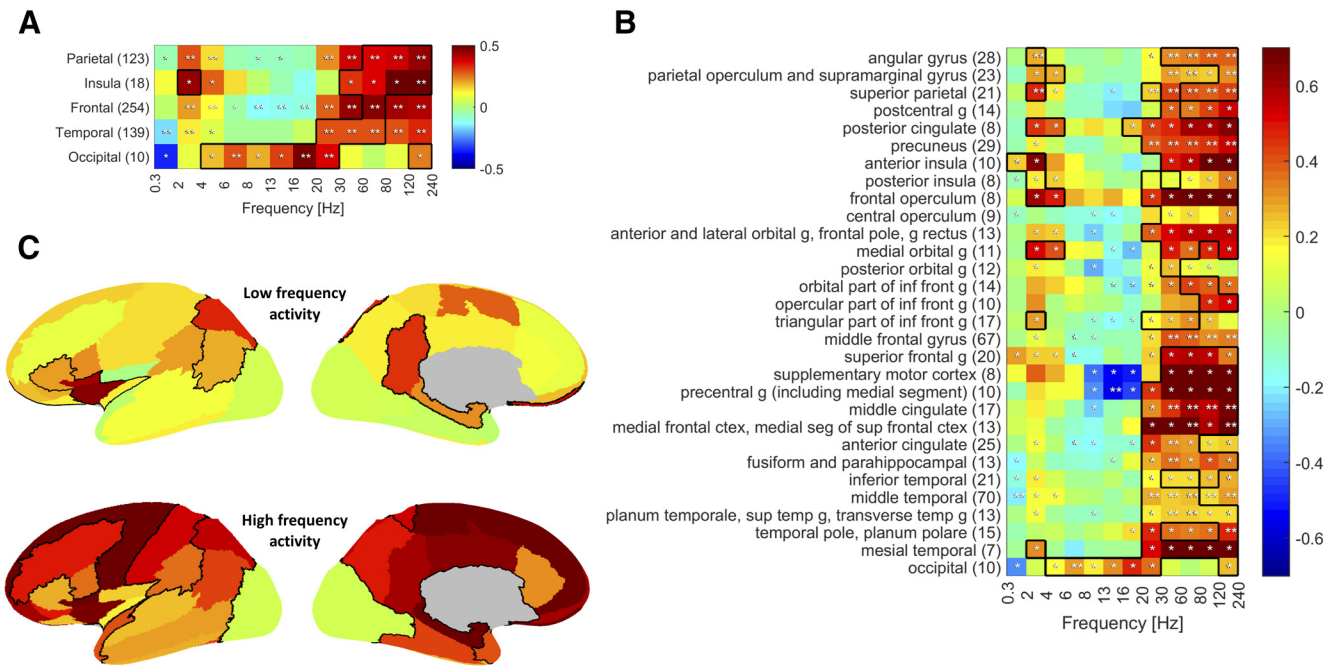 A
Parietal (123)
Insula (18)
Frontal (254)
Temporal (139)
Occipital (10)
0.3 2 4 6 8 13 16 20 30 60 80 120 240
Frequency [Hz]
0.5
0
-0.5
B
angular gyrus (28)
parietal operculum and supramarginal gyrus (23)
superior parietal (21)
postcentral g (14)
posterior cingulate (8)
precuneus (29)
anterior insula (10)
posterior insula (8)
frontal operculum (8)
central operculum (9)
anterior and lateral orbital g, frontal pole, g rectus (13)
medial orbital g (11)
posterior orbital g (12)
orbital part of inf front g (14)
opercular part of inf front g (10)
triangular part of inf front g (17)
middle frontal gyrus (67)
superior frontal g (20)
supplementary motor cortex (8)
precentral g (including medial segment) (10)
middle cingulate (17)
medial frontal ctex, medial seg of sup frontal ctex (13)
anterior cingulate (25)
fusiform and parahippocampal (13)
inferior temporal (21)
middle temporal (70)
planum temporale, sup temp g, transverse temp g (13)
temporal pole, planum polare (15)
mesial temporal (7)
occipital (10)
0.3 2 4 6 8 13 16 20 30 60 80 120 240
Frequency [Hz]
0.6
0.4
0.2
0
-0.2
-0.4
-0.6
C
Low frequency
activity
High frequency
activity